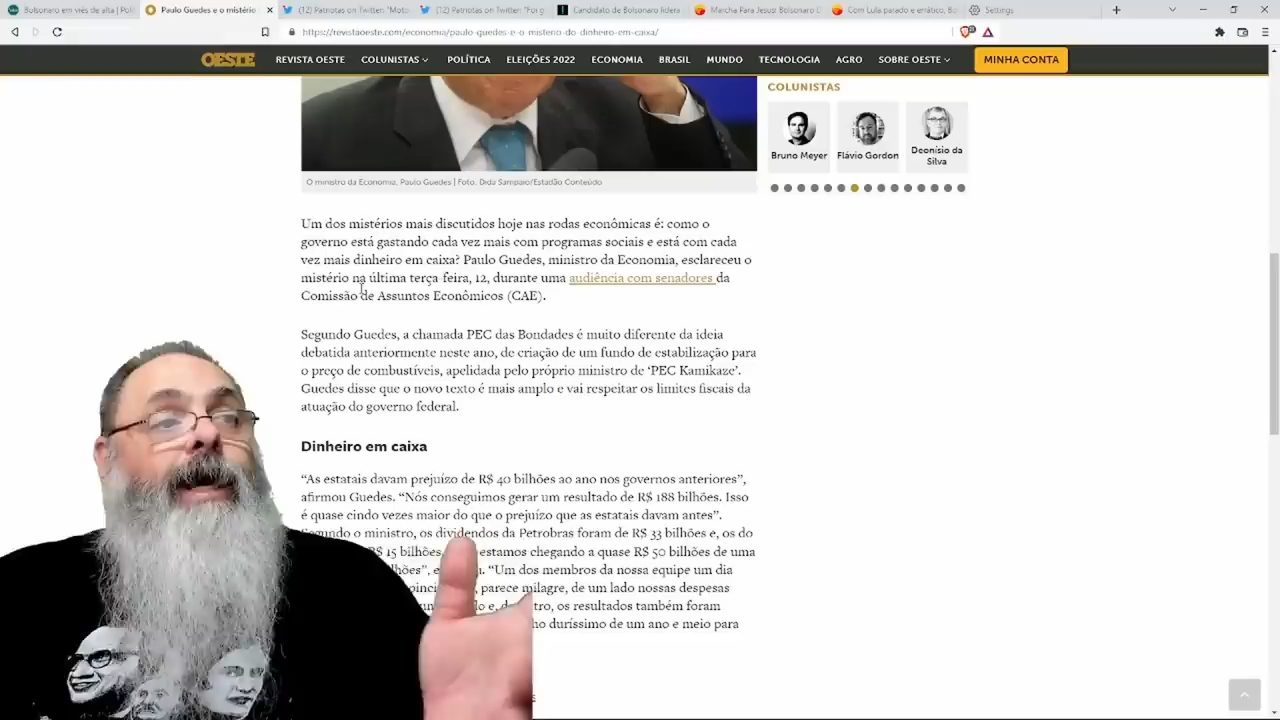 Bolsonaro em viés de alta | Polí
Paulo Guedes e o mistério
(12) Patriotas on Twitter: "Moto
(12) Patriotas on Twitter: "Foi g
Candidato de Bolsonaro lidera
Marcha Para Jesus: Bolsonaro D
Com Lula parado e errático, Bo
Settings
https://revistaoeste.com/economia/paulo-guedes-e-o-misterio-do-dinheiro-em-caixa/
OESTE
REVISTA OESTE
COLUNISTAS
POLÍTICA
ELEIÇÕES 2022
ECONOMIA
BRASIL
MUNDO
TECNOLOGIA
AGRO
SOBRE OESTE
MINHA CONTA
COLUNISTAS
Bruno Meyer
Flávio Gordon
Deonísio da
Silva
O ministro da Economia, Paulo Guedes | Foto: Dida Sampaio/Estadão Conteúdo
Um dos mistérios mais discutidos hoje nas rodas econômicas é: como o
governo está gastando cada vez mais com programas sociais e está com cada
vez mais dinheiro em caixa? Paulo Guedes, ministro da Economia, esclareceu o
mistério na última terça-feira, 12, durante uma audiência com senadores da
Comissão de Assuntos Econômicos (CAE).
Segundo Guedes, a chamada PEC das Bondades é muito diferente da ideia
debatida anteriormente neste ano, de criação de um fundo de estabilização para
o preço de combustíveis, apelidada pelo próprio ministro de ‘PEC Kamikaze’.
Guedes disse que o novo texto é mais amplo e vai respeitar os limites fiscais da
atuação do governo federal.
Dinheiro em caixa
“As estatais davam prejuízo de R$ 40 bilhões ao ano nos governos anteriores”,
afirmou Guedes. “Nós conseguimos gerar um resultado de R$ 188 bilhões. Isso
é quase cindo vezes maior do que o prejuízo que as estatais davam antes”.
Segundo o ministro, os dividendos da Petrobras foram de R$ 33 bilhões e, os do
R$ 15 bilhões, estamos chegando a quase R$ 50 bilhões de uma
“Um dos membros da nossa equipe um dia
parece milagre, de um lado nossas despesas
os resultados também foram
duríssimo de um ano e meio para